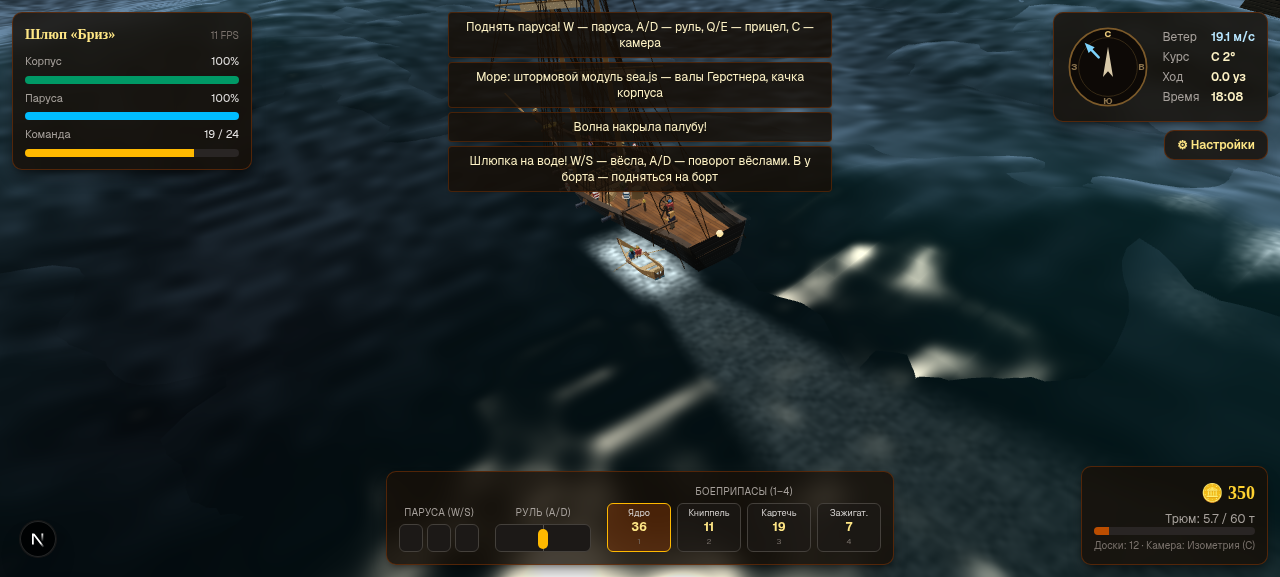 Шлюп «Бриз»
11 FPS
Корпус 100%
Паруса 100%
Команда 19 / 24
Поднять паруса! W — паруса, A/D — руль, Q/E — прицел, C —
камера
Море: штормовой модуль sea.js — валы Герстнера, качка
корпуса
Волна накрыла палубу!
Шлюпка на воде! W/S — вёсла, A/D — поворот вёслами. B у
борта — подняться на борт
С
З В
Ю
Ветер 19.1 м/с
Курс С 2°
Ход 0.0 уз
Время 18:08
⚙ Настройки
N
ПАРУСА (W/S)
РУЛЬ (A/D)
БОЕПРИПАСЫ (1–4)
Ядро Книппель Картечь Зажигат.
36 11 19 7
1 2 3 4
350
Трюм: 5.7 / 60 т
Доски: 12 · Камера: Изометрия (C)